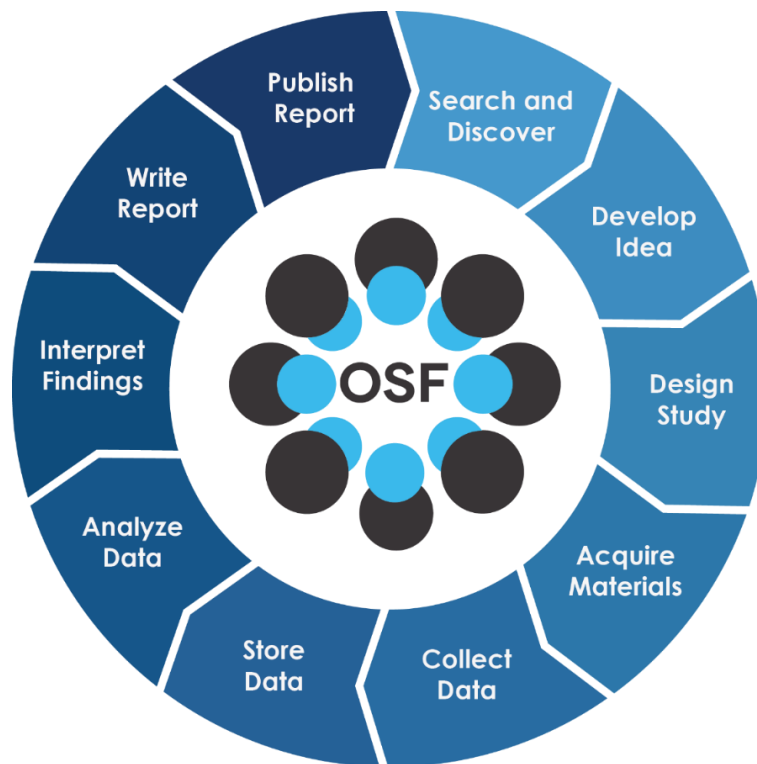 Search and
Discover
Develop
Idea
Design
Study
Acquire
Materials
Collect
Data
Store
Data
Analyze
Data
Interpret
Findings
Write
Report
Publish
Report
OSF